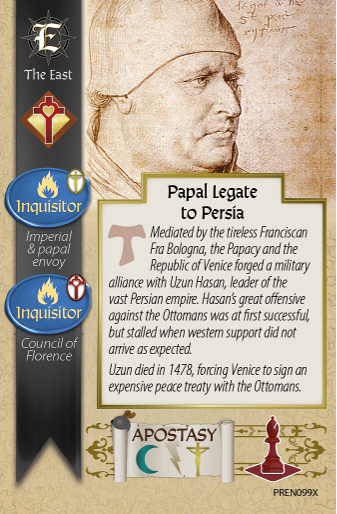 E
The East
Inquisitor
Imperial
& papal
envoy
Inquisitor
Council of
Florence
Papal Legate
to Persia
Mediated by the tireless Franciscan
Fra Bologna, the Papacy and the
Republic of Venice forged a military
alliance with Uzun Hasan, leader of the
vast Persian empire. Hasan's great offensive
against the Ottomans was at first successful,
but stalled when western support did not
arrive as expected.
Uzun died in 1478, forcing Venice to sign an
expensive peace treaty with the Ottomans.
APOSTASY
PREN099X